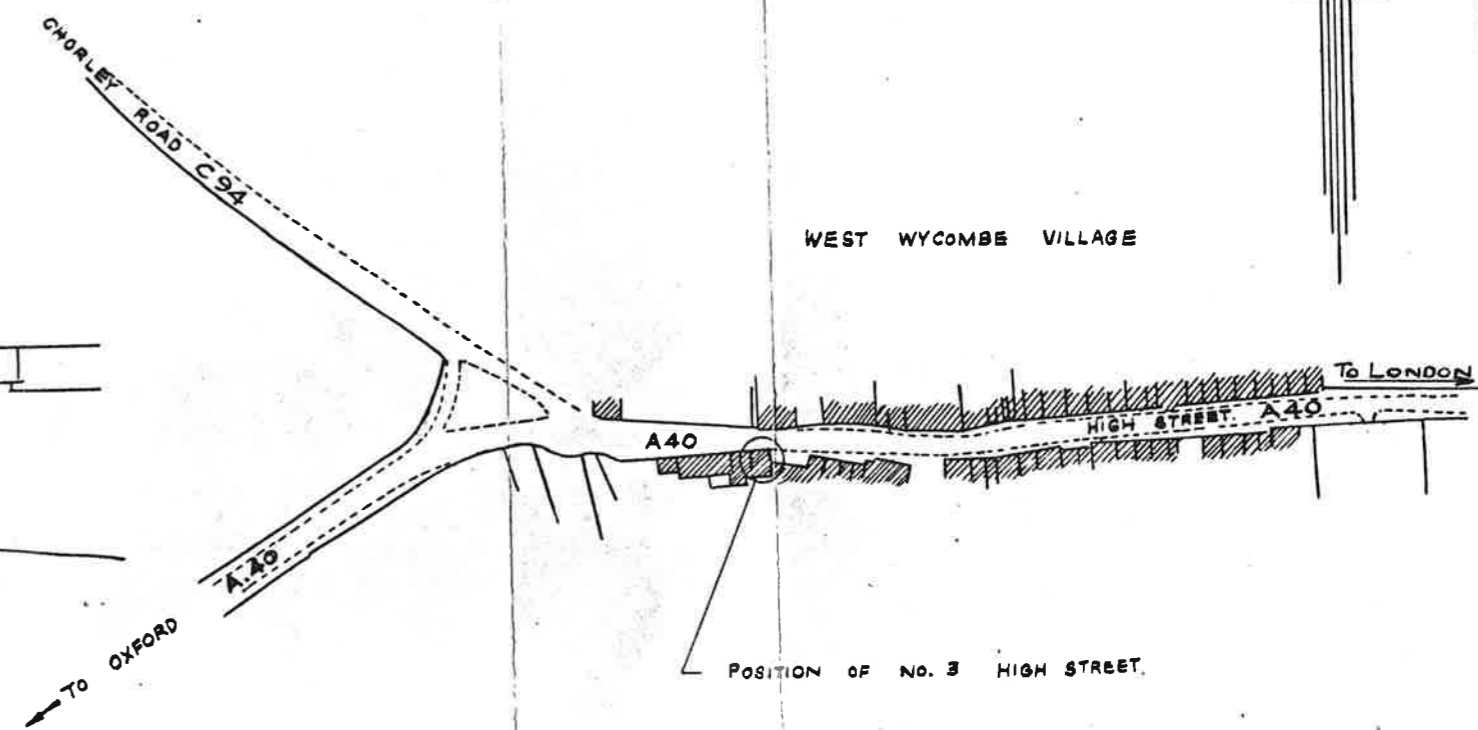 CHORLEY ROAD C94
WEST WYCOMBE VILLAGE
TO LONDON
HIGH STREET. A40
A40
A.40
TO OXFORD
POSITION OF NO. 3 HIGH STREET.